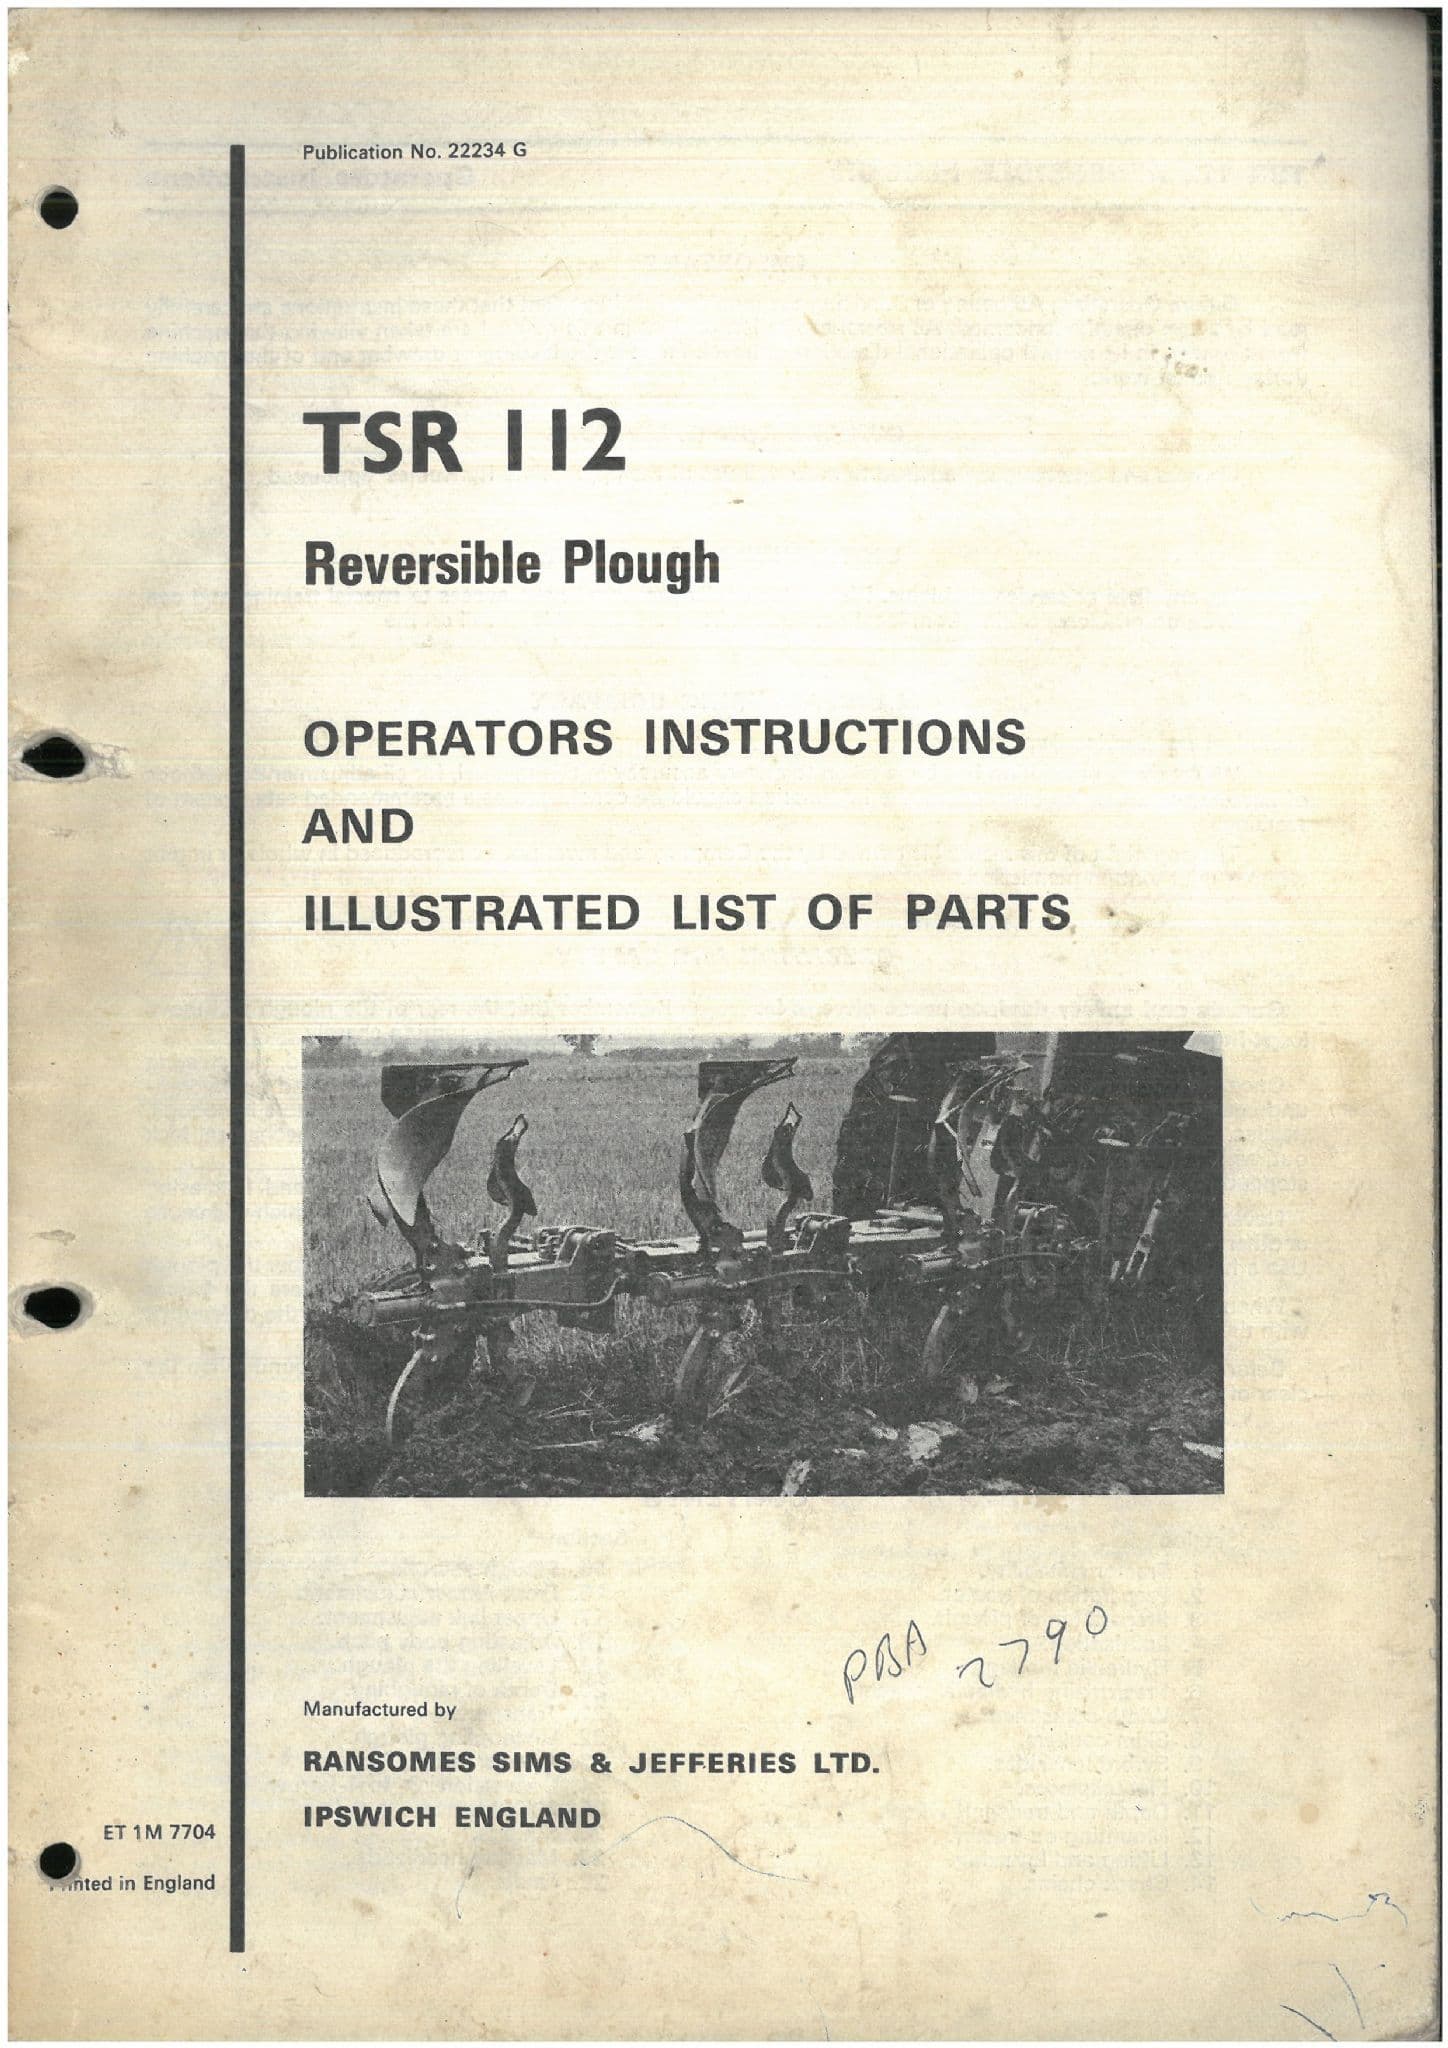 Publication No. 22234 G
TSR 112
Reversible Plough
OPERATORS INSTRUCTIONS
AND
ILLUSTRATED LIST OF PARTS
PBA 2790
Manufactured by
RANSOMES SIMS & JEFFERIES LTD.
IPSWICH ENGLAND
ET 1M 7704
Printed in England